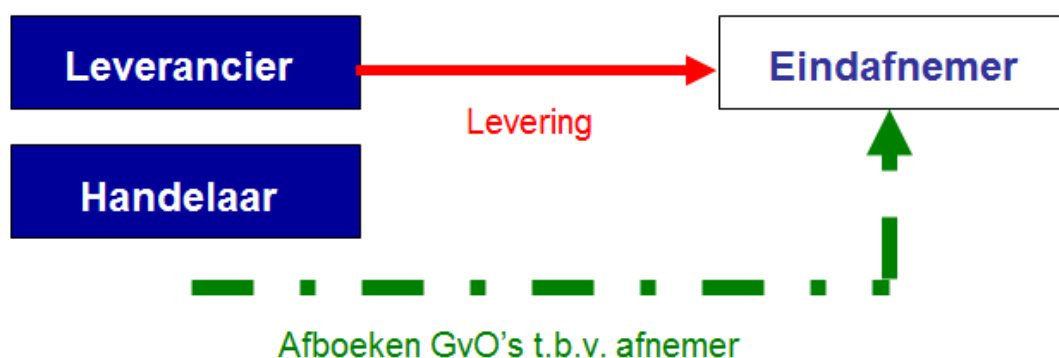 Leverancier
Eindafnemer
Levering
Handelaar
Afboeken GvO's t.b.v. afnemer